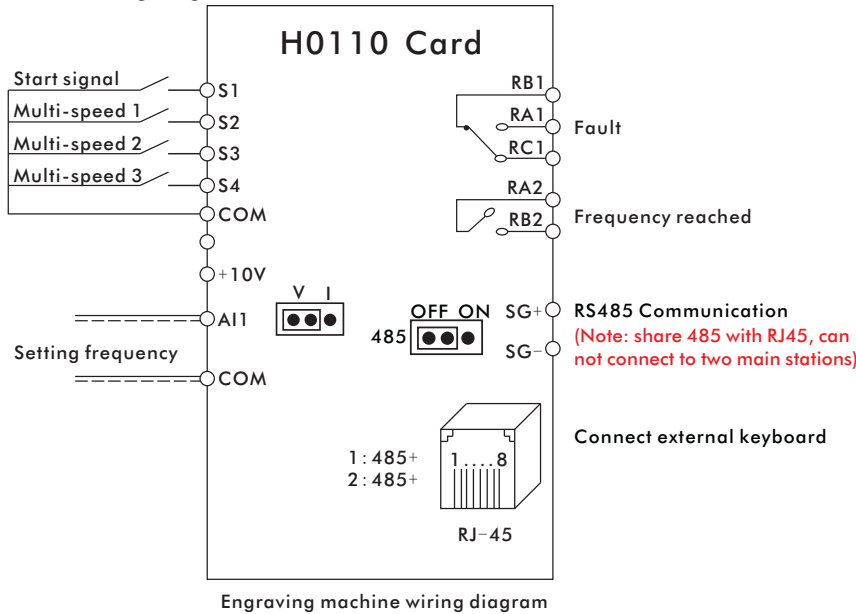 H0110 Card
Start signal
S1
Multi-speed 1
S2
Multi-speed 2
S3
Multi-speed 3
S4
COM
+10V
V I
AI1
Setting frequency
COM
RB1
RA1
Fault
RC1
RA2
Frequency reached
RB2
OFF ON
485
SG+
RS485 Communication
(Note: share 485 with RJ45, can
not connect to two main stations)
SG-
Connect external keyboard
1:485+
2:485+
1....8
RJ-45
Engraving machine wiring diagram